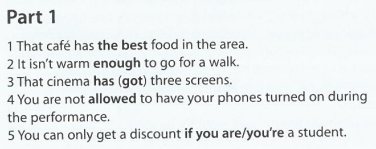 Part 1
1 That café has the best food in the area.
2 It isn't warm enough to go for a walk.
3 That cinema has (got) three screens.
4 You are not allowed to have your phones turned on during
the performance.
5 You can only get a discount if you are/you're a student.